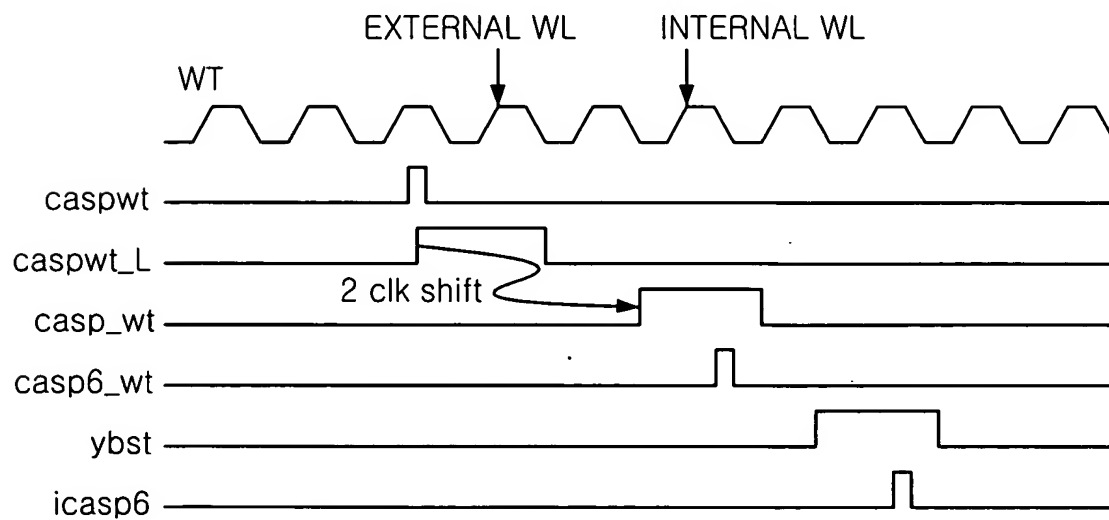 EXTERNAL WL INTERNAL WL
WT
caspwt
caspwt_L
2 clk shift
casp_wt
casp6_wt
ybst
icasp6